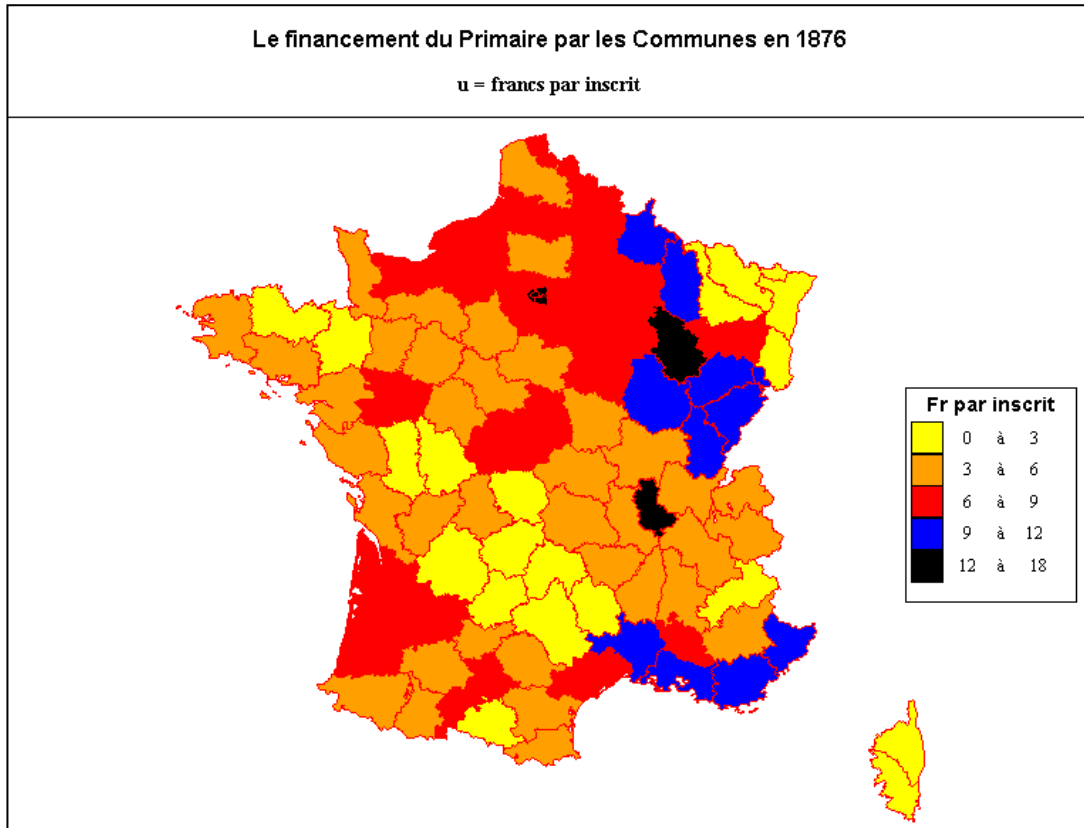 Le financement du Primaire par les Communes en 1876
u = francs par inscrit
Fr par inscrit
0 à 3
3 à 6
6 à 9
9 à 12
12 à 18